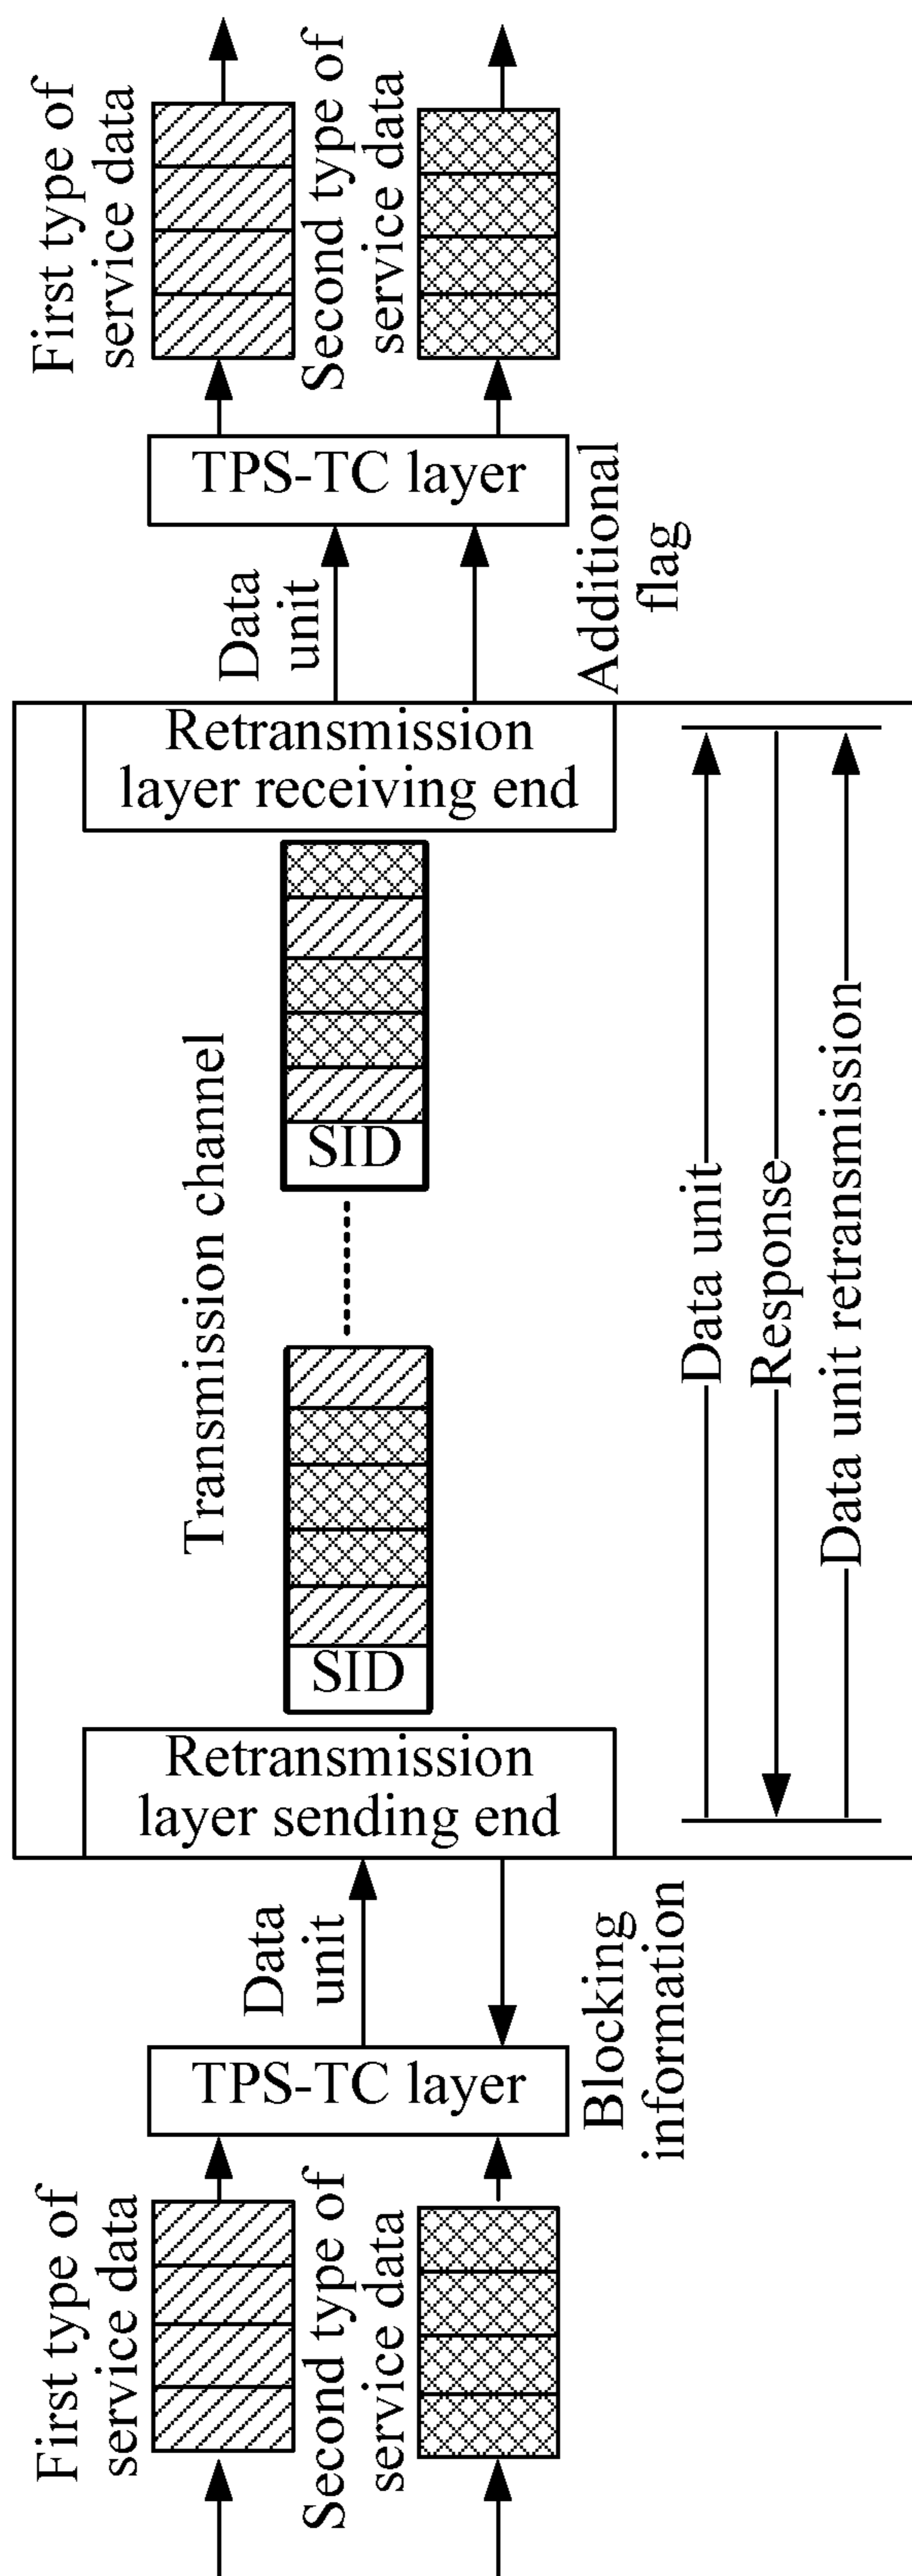 First type of
service data
Second type of
service data
TPS-TC layer
Data
unit
Additional
flag
Retransmission
layer receiving end
Transmission channel
SID
Data unit
Response
Data unit retransmission
SID
Retransmission
layer sending end
Data
unit
Blocking
information
TPS-TC layer
First type of
service data
Second type of
service data